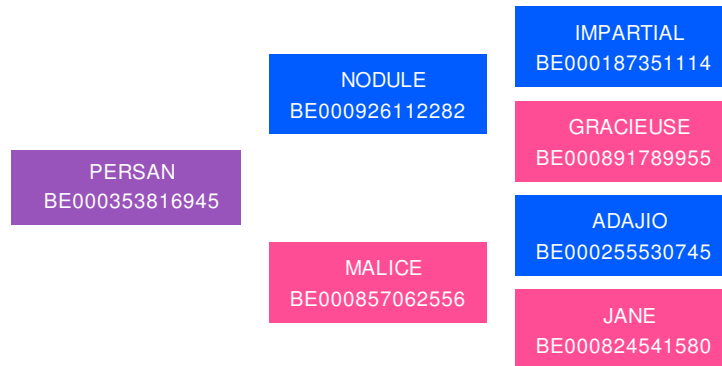 IMPARTIAL
BE000187351114
NODULE
BE000926112282
GRACIEUSE
BE000891789955
PERSAN
BE000353816945
ADAJIO
BE000255530745
MALICE
BE000857062556
JANE
BE000824541580